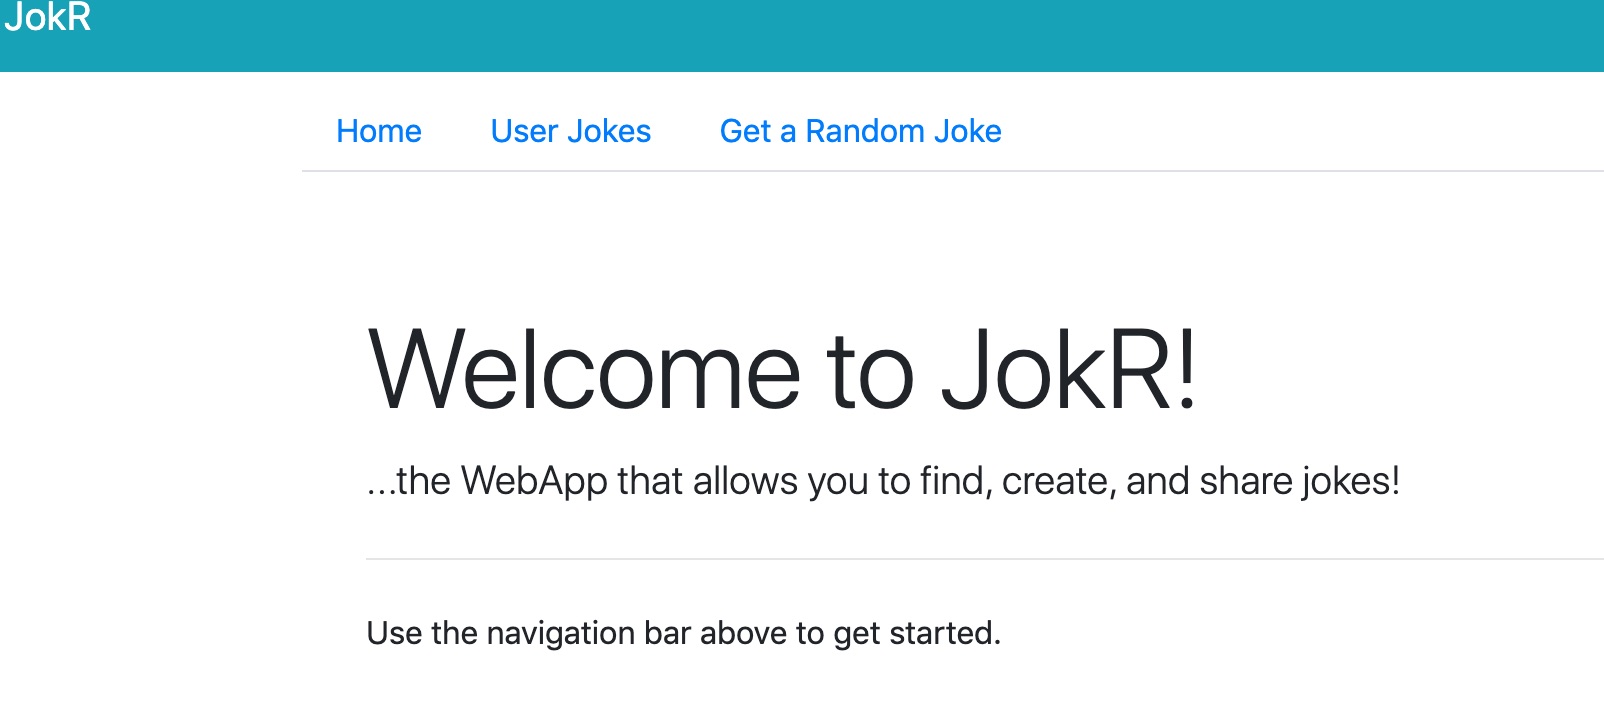 JokR
Home User Jokes Get a Random Joke
Welcome to JokR!
...the WebApp that allows you to find, create, and share jokes!
Use the navigation bar above to get started.